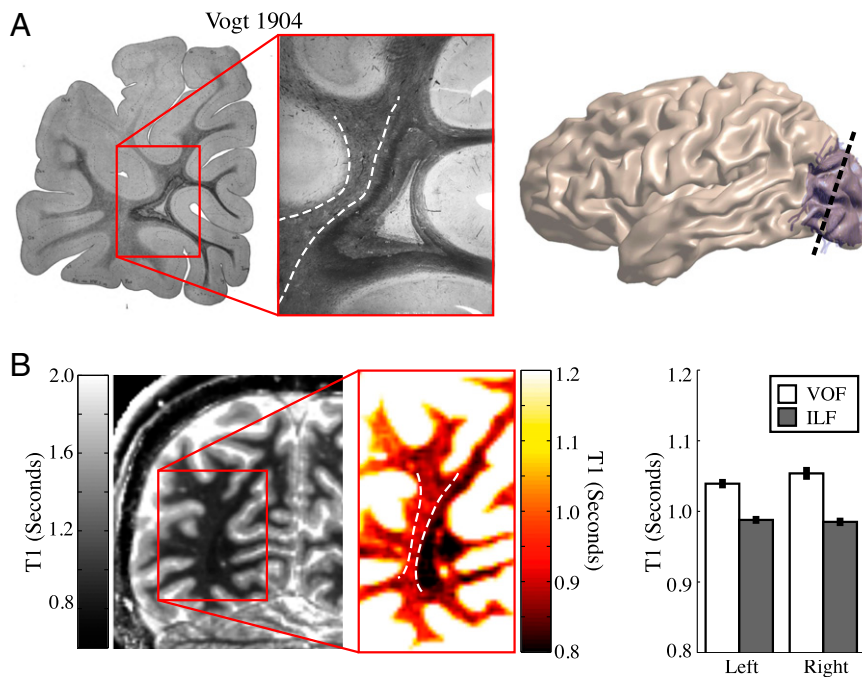 A
Vogt 1904
B
2.0
1.6
1.2
0.8
T1 (Seconds)
1.2
1.1
1.0
0.9
0.8
T1 (Seconds)
1.2
1.1
1.0
0.9
0.8
T1 (Seconds)
VOF
ILF
Left
Right